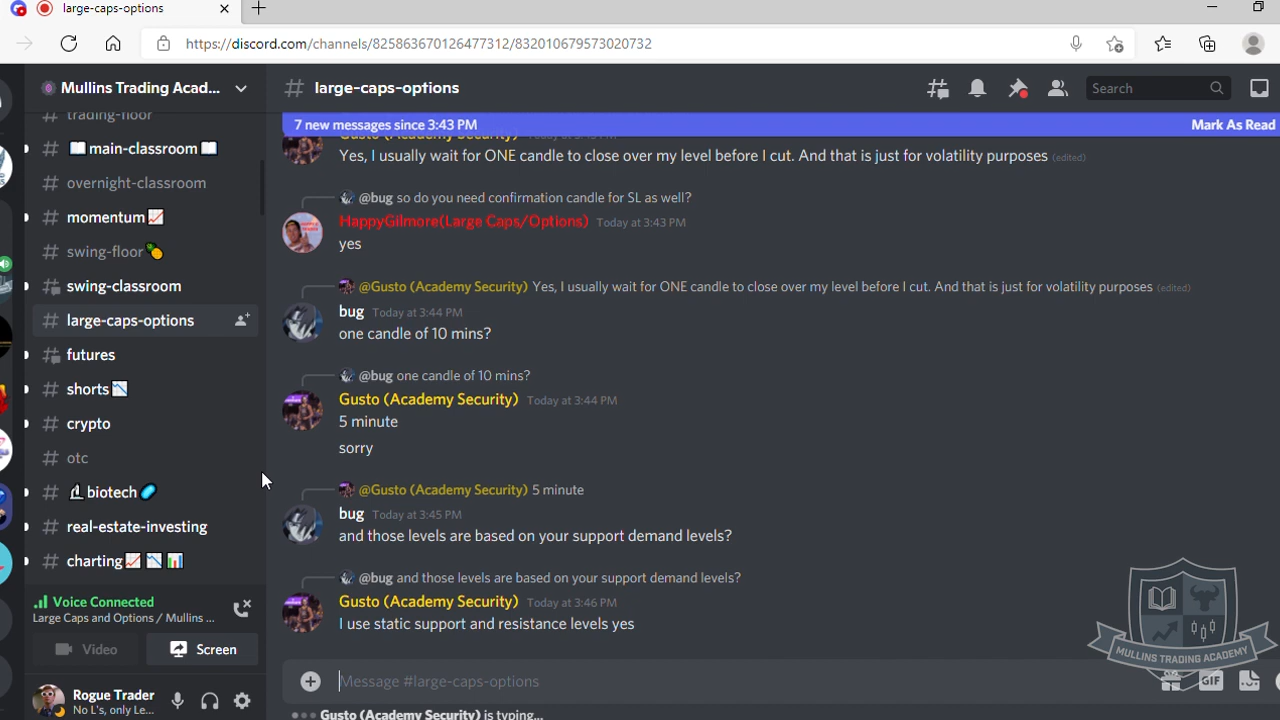 large-caps-options
https://discord.com/channels/825863670126477312/832010679573020732
Mullins Trading Acad...
trading-floor
main-classroom
overnight-classroom
momentum
swing-floor
swing-classroom
large-caps-options
futures
shorts
crypto
otc
biotech
real-estate-investing
charting
Voice Connected
Large Caps and Options / Mullins ...
Video
Screen
Rogue Trader
No L's, only Le...
large-caps-options
Search
7 new messages since 3:43 PM
Mark As Read
Gusto (Academy Security)
Yes, I usually wait for ONE candle to close over my level before I cut. And that is just for volatility purposes (edited)
@bug so do you need confirmation candle for SL as well?
HappyGilmore(Large Caps/Options) Today at 3:43 PM
yes
@Gusto (Academy Security) Yes, I usually wait for ONE candle to close over my level before I cut. And that is just for volatility purposes (edited)
bug Today at 3:44 PM
one candle of 10 mins?
@bug one candle of 10 mins?
Gusto (Academy Security) Today at 3:44 PM
5 minute
sorry
@Gusto (Academy Security) 5 minute
bug Today at 3:45 PM
and those levels are based on your support demand levels?
@bug and those levels are based on your support demand levels?
Gusto (Academy Security) Today at 3:46 PM
I use static support and resistance levels yes
Message #large-caps-options
GIF
Gusto (Academy Security) is typing...
MULLINS TRADING ACADEMY